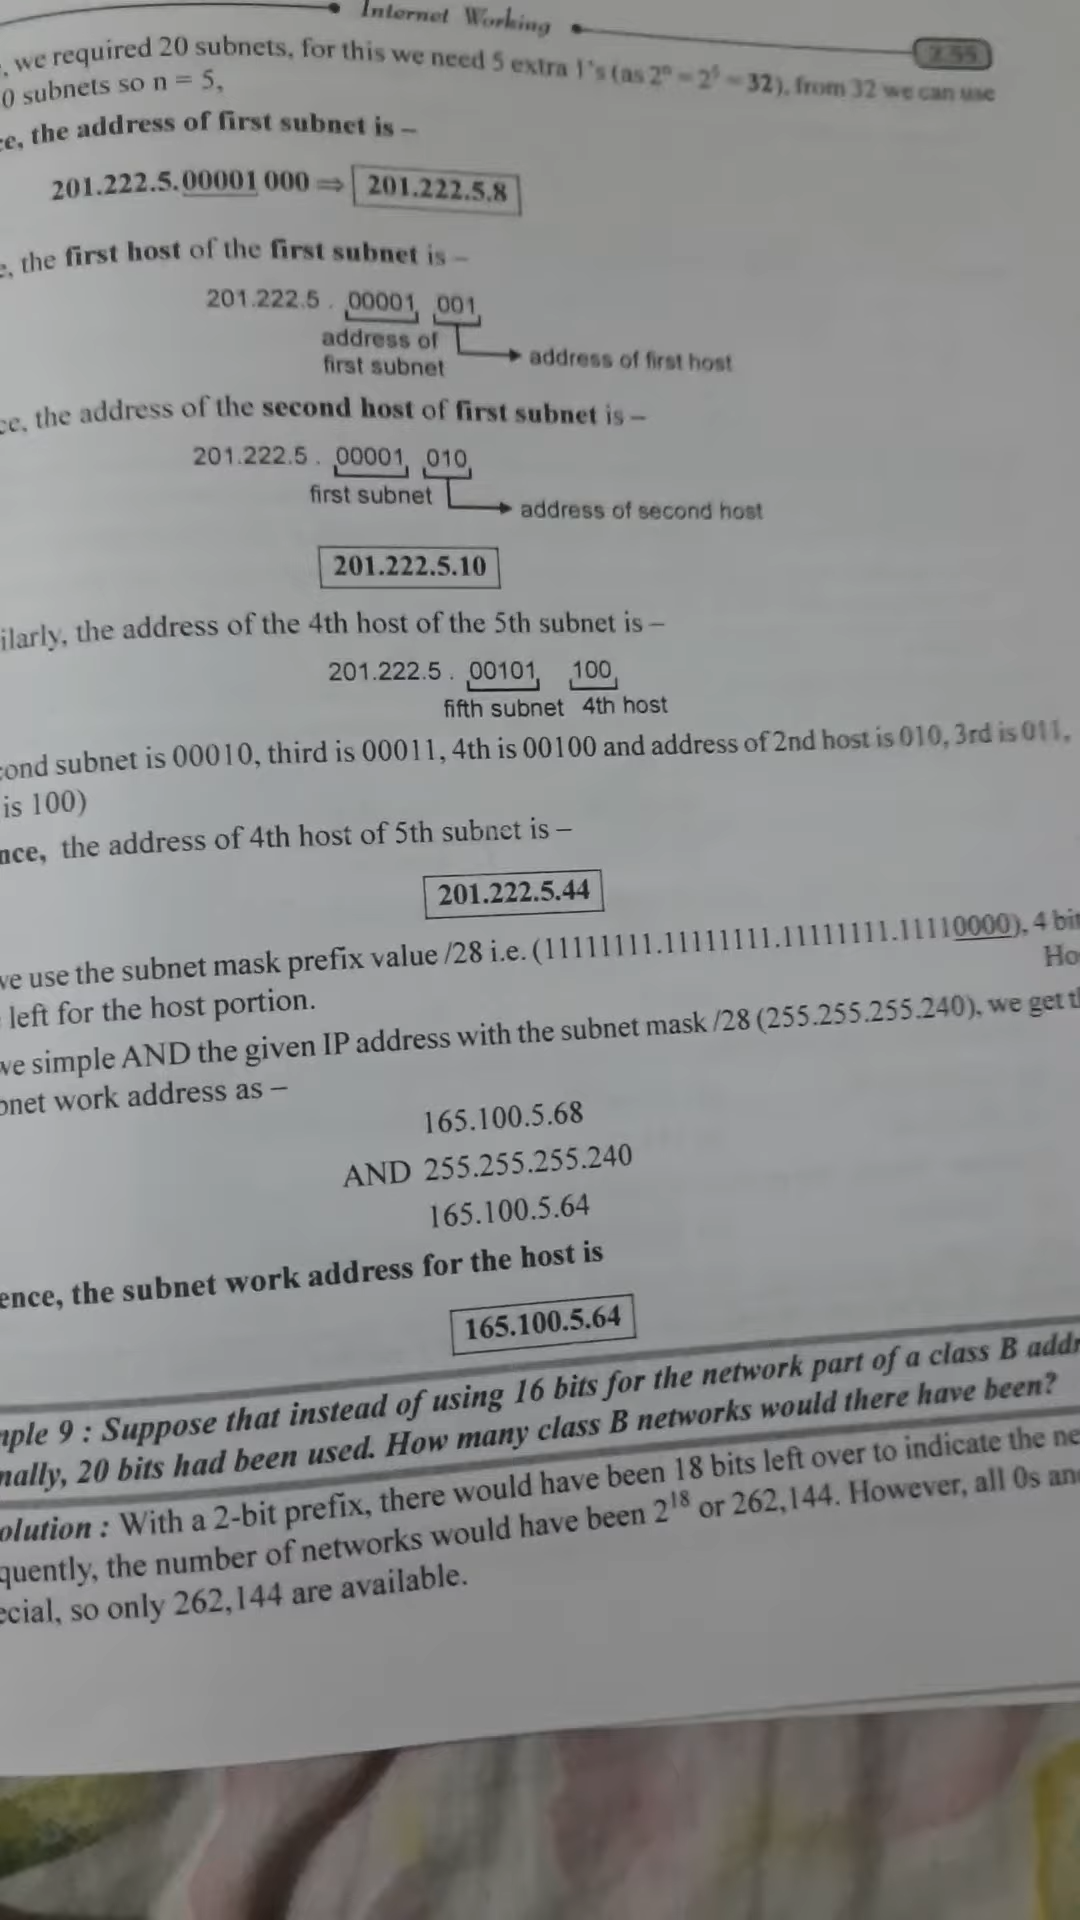 Internet Working
2.55
, we required 20 subnets, for this we need 5 extra 1's (as 2ⁿ = 2⁵ = 32), from 32 we can use
0 subnets so n = 5,
ce, the address of first subnet is –
201.222.5.00001 000 ⇒ 201.222.5.8
e, the first host of the first subnet is –
201.222.5 . 00001 001
address of
first subnet
address of first host
ce, the address of the second host of first subnet is –
201.222.5 . 00001 010
first subnet
address of second host
201.222.5.10
ilarly, the address of the 4th host of the 5th subnet is –
201.222.5 . 00101 100
fifth subnet 4th host
cond subnet is 00010, third is 00011, 4th is 00100 and address of 2nd host is 010, 3rd is 011,
is 100)
nce, the address of 4th host of 5th subnet is –
201.222.5.44
ve use the subnet mask prefix value /28 i.e. (11111111.11111111.11111111.11110000), 4 bit
left for the host portion.
Ho
ve simple AND the given IP address with the subnet mask /28 (255.255.255.240), we get th
onet work address as –
165.100.5.68
AND 255.255.255.240
165.100.5.64
ence, the subnet work address for the host is
165.100.5.64
mple 9 : Suppose that instead of using 16 bits for the network part of a class B addr
nally, 20 bits had been used. How many class B networks would there have been?
olution : With a 2-bit prefix, there would have been 18 bits left over to indicate the ne
quently, the number of networks would have been 2¹⁸ or 262,144. However, all 0s an
ecial, so only 262,144 are available.